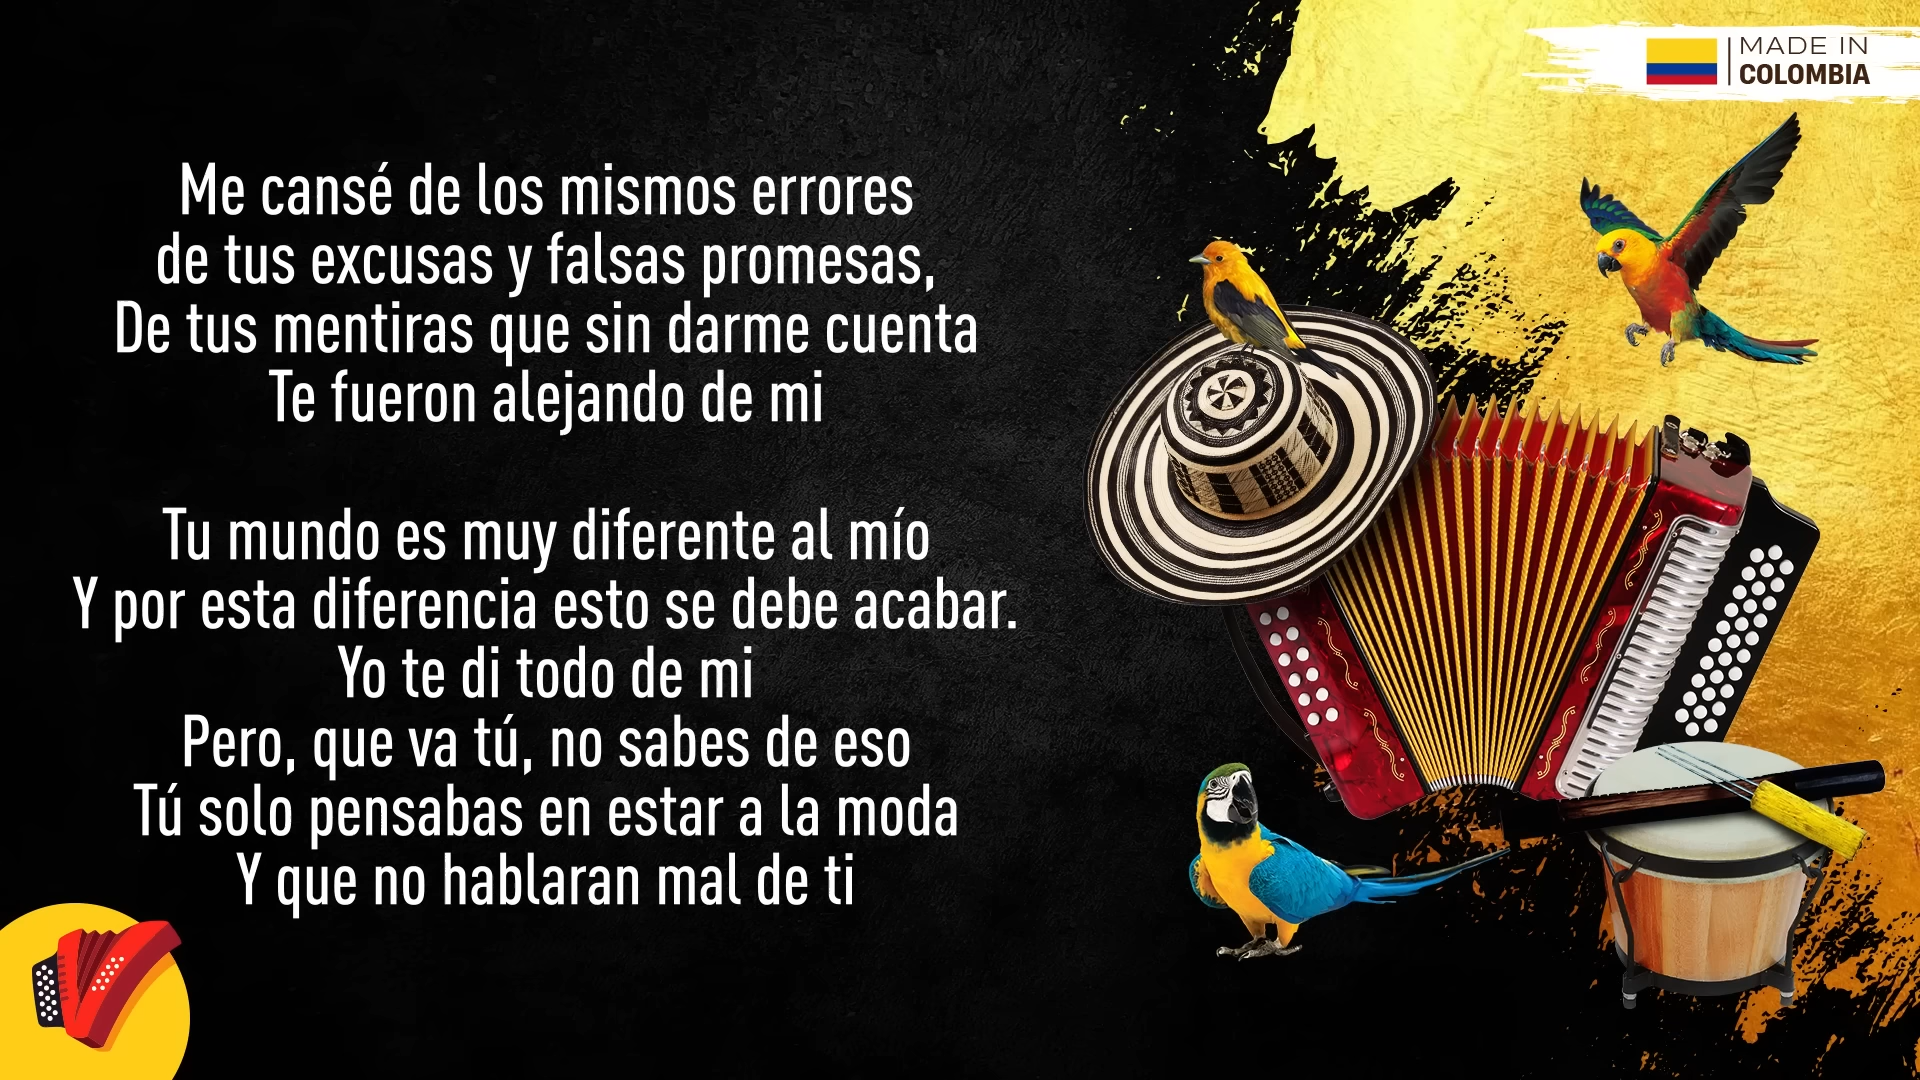 MADE IN
COLOMBIA
Me cansé de los mismos errores
de tus excusas y falsas promesas,
De tus mentiras que sin darme cuenta
Te fueron alejando de mi
Tu mundo es muy diferente al mío
Y por esta diferencia esto se debe acabar.
Yo te di todo de mi
Pero, que va tú, no sabes de eso
Tú solo pensabas en estar a la moda
Y que no hablaran mal de ti